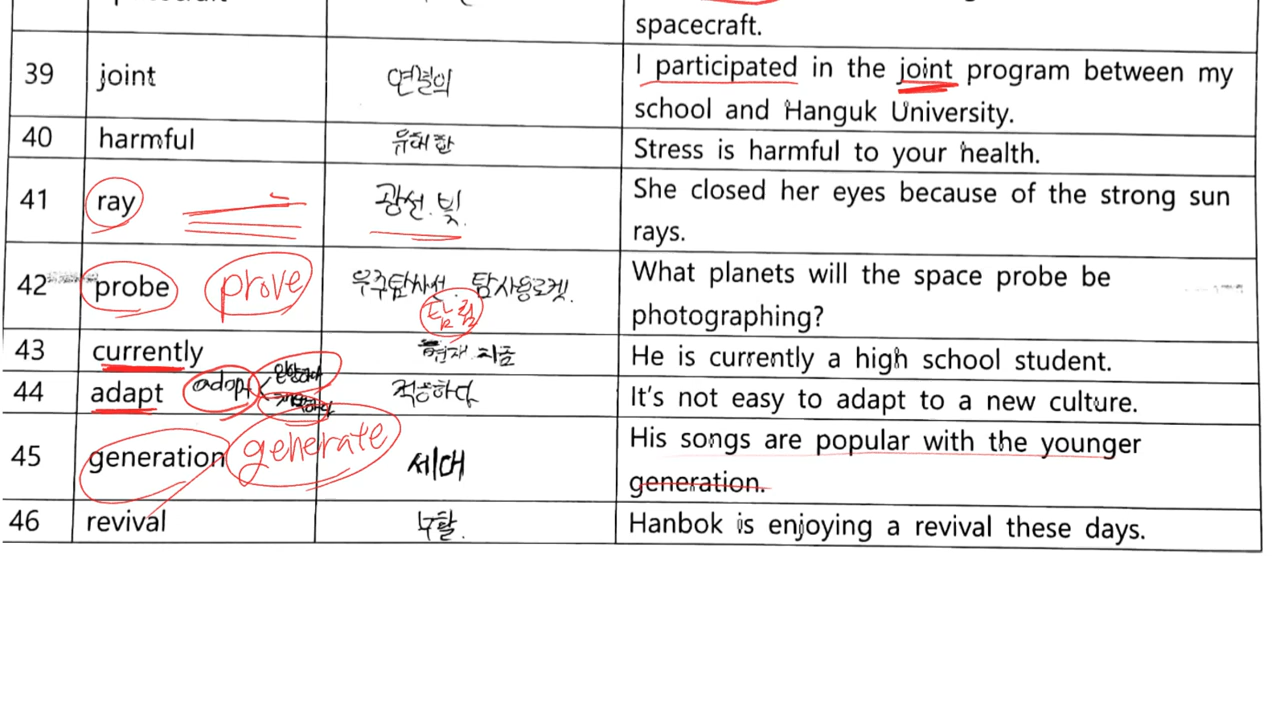 spacecraft.
39 joint 연결의 I participated in the joint program between my
school and Hanguk University.
40 harmful 유해한 Stress is harmful to your health.
41 ray 광선. 빛. She closed her eyes because of the strong sun
rays.
42 probe prove 우주탐사선. 탐사용로켓. What planets will the space probe be
photographing?
43 currently 현재 지금 He is currently a high school student.
44 adapt adopt 적응하다 It's not easy to adapt to a new culture.
45 generation generate 세대 His songs are popular with the younger
generation.
46 revival Hanbok is enjoying a revival these days.